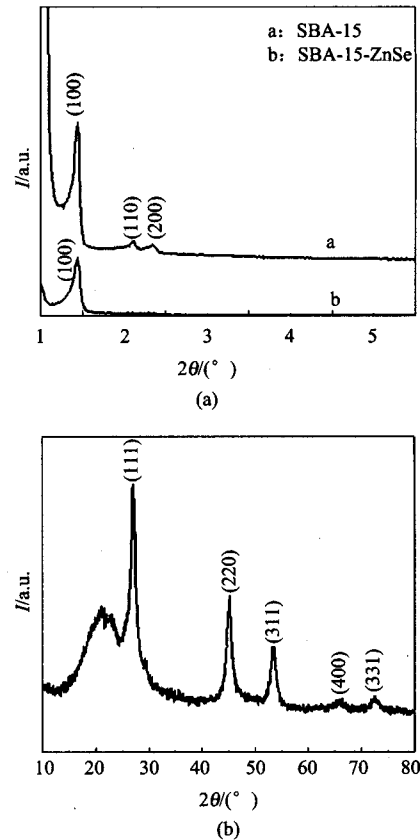 a: SBA-15
b: SBA-15-ZnSe
(100)
(110)
(200)
a
(100)
b
I/a.u.
1 2 3 4 5
2θ/(° )
(a)
(111)
(220)
(311)
(400)
(331)
I/a.u.
10 20 30 40 50 60 70 80
2θ/(° )
(b)